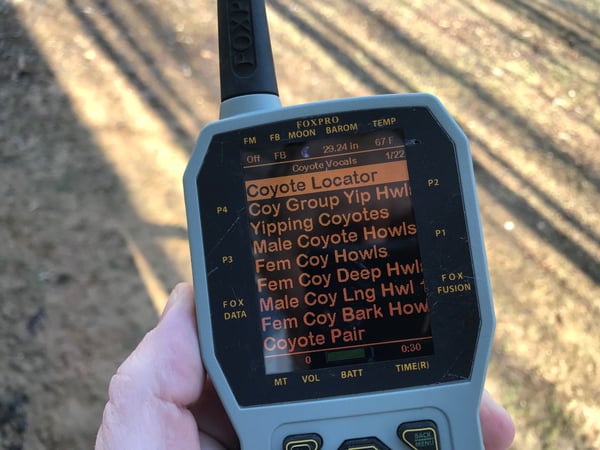 FOXP
FOXPRO
FM FB MOON BAROM TEMP
Off FB 29.24 in 67 F
Coyote Vocals 1/22
Coyote Locator
Coy Group Yip Hwl
Yipping Coyotes
Male Coyote Howls
Fem Coy Howls
Fem Coy Deep Hwl
Male Coy Lng Hwl
Fem Coy Bark How
Coyote Pair
0 0:30
MT VOL BATT TIME(R)
P4
P3
FOX
DATA
P2
P1
FOX
FUSION
BACK
MENU